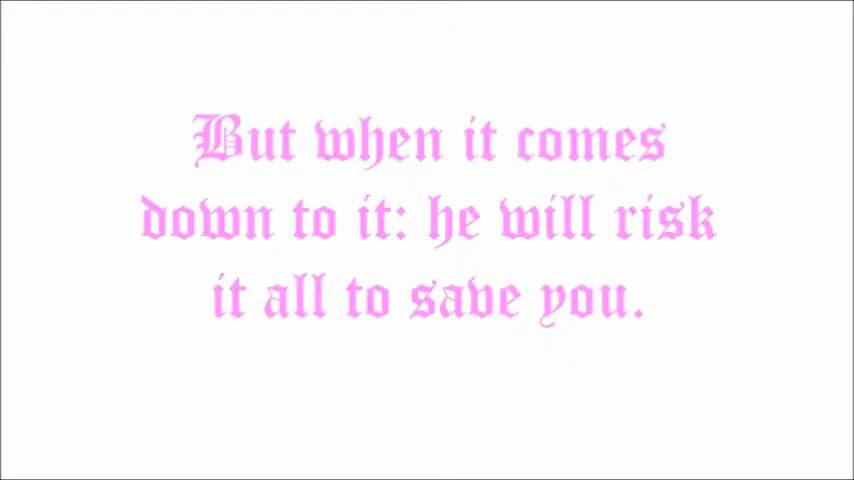 But when it comes
down to it: he will risk
it all to save you.